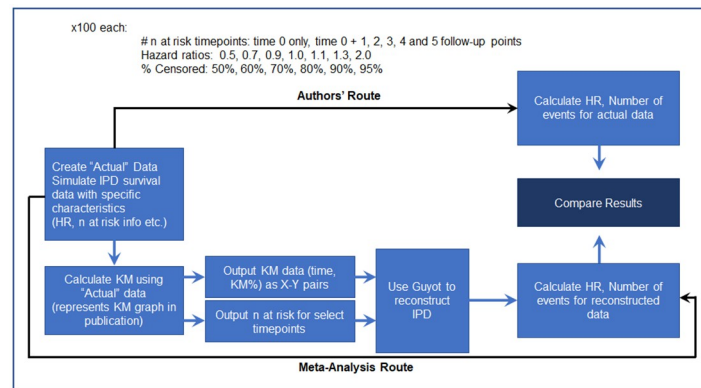 x100 each:
# n at risk timepoints: time 0 only, time 0 + 1, 2, 3, 4 and 5 follow-up points
Hazard ratios: 0.5, 0.7, 0.9, 1.0, 1.1, 1.3, 2.0
% Censored: 50%, 60%, 70%, 80%, 90%, 95%
Authors' Route
Calculate HR, Number of
events for actual data
Create "Actual" Data
Simulate IPD survival
data with specific
characteristics
(HR, n at risk info etc.)
Compare Results
Calculate KM using
"Actual" data
(represents KM graph in
publication)
Output KM data (time,
KM%) as X-Y pairs
Output n at risk for select
timepoints
Use Guyot to
reconstruct
IPD
Calculate HR, Number of
events for reconstructed
data
Meta-Analysis Route